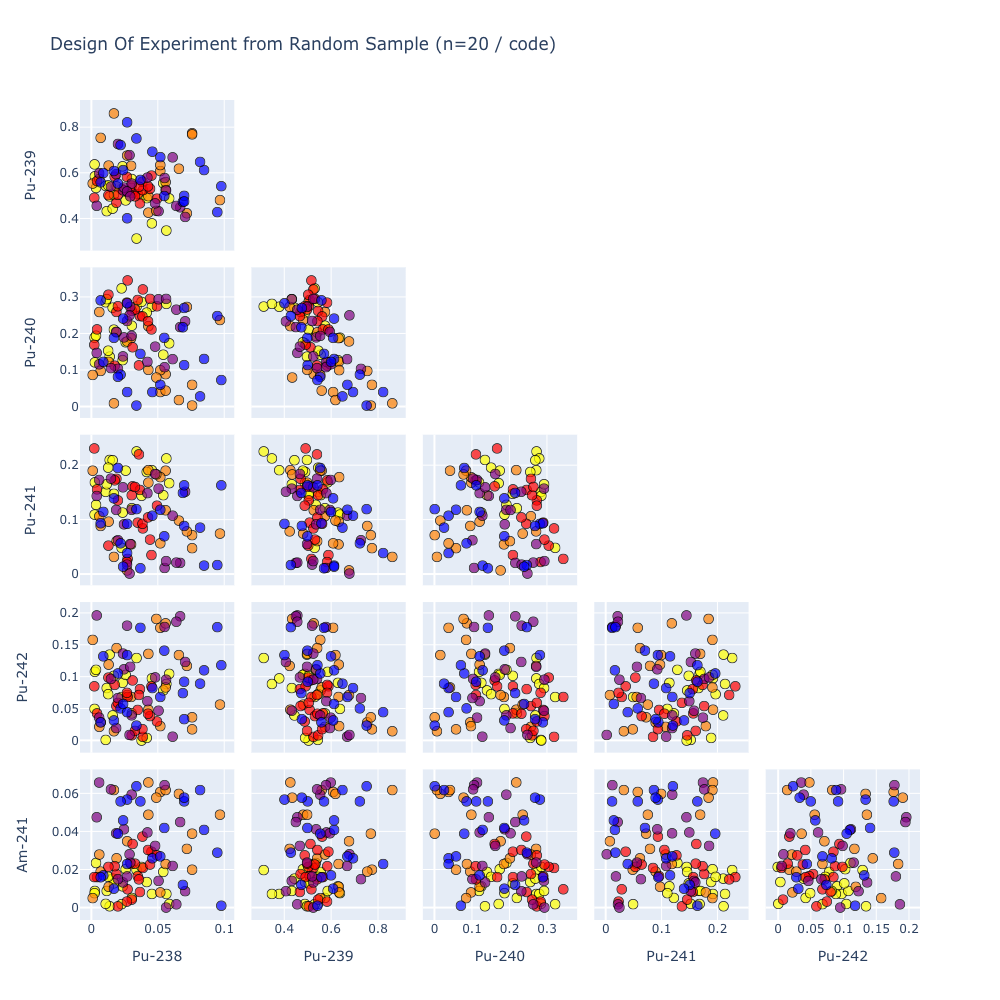 Design Of Experiment from Random Sample (n=20 / code)
0.8
0.6
0.4
Pu-239
0.3
0.2
0.1
0
Pu-240
0.2
0.1
0
Pu-241
0.2
0.15
0.1
0.05
0
Pu-242
0.06
0.04
0.02
0
Am-241
0 0.05 0.1 0.4 0.6 0.8 0 0.1 0.2 0.3 0 0.1 0.2 0 0.05 0.1 0.15 0.2
Pu-238 Pu-239 Pu-240 Pu-241 Pu-242